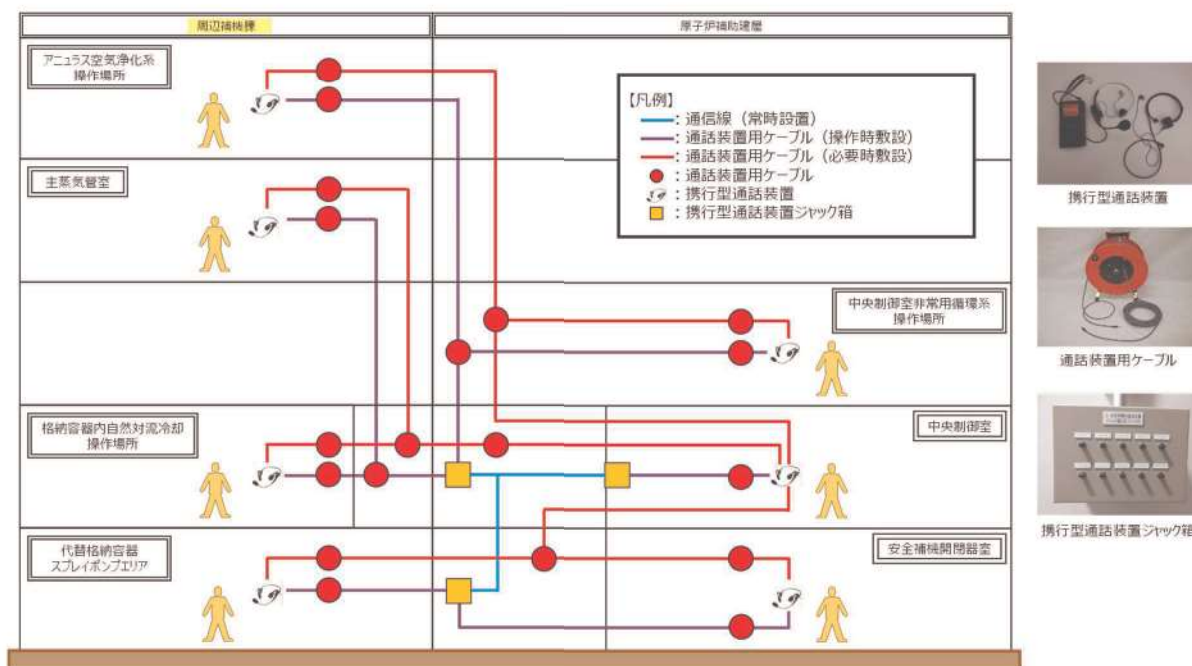 周辺補機棟
原子炉補助建屋
アニュラス空気浄化系
操作場所
【凡例】
：通信線（常時設置）
：通話装置用ケーブル（操作時敷設）
：通話装置用ケーブル（必要時敷設）
：通話装置用ケーブル
：携行型通話装置
：携行型通話装置ジャック箱
携行型通話装置
主蒸気管室
中央制御室非常用循環系
操作場所
通話装置用ケーブル
格納容器内自然対流冷却
操作場所
中央制御室
携行型通話装置ジャック箱
代替格納容器
スプレイポンプエリア
安全補機開閉器室